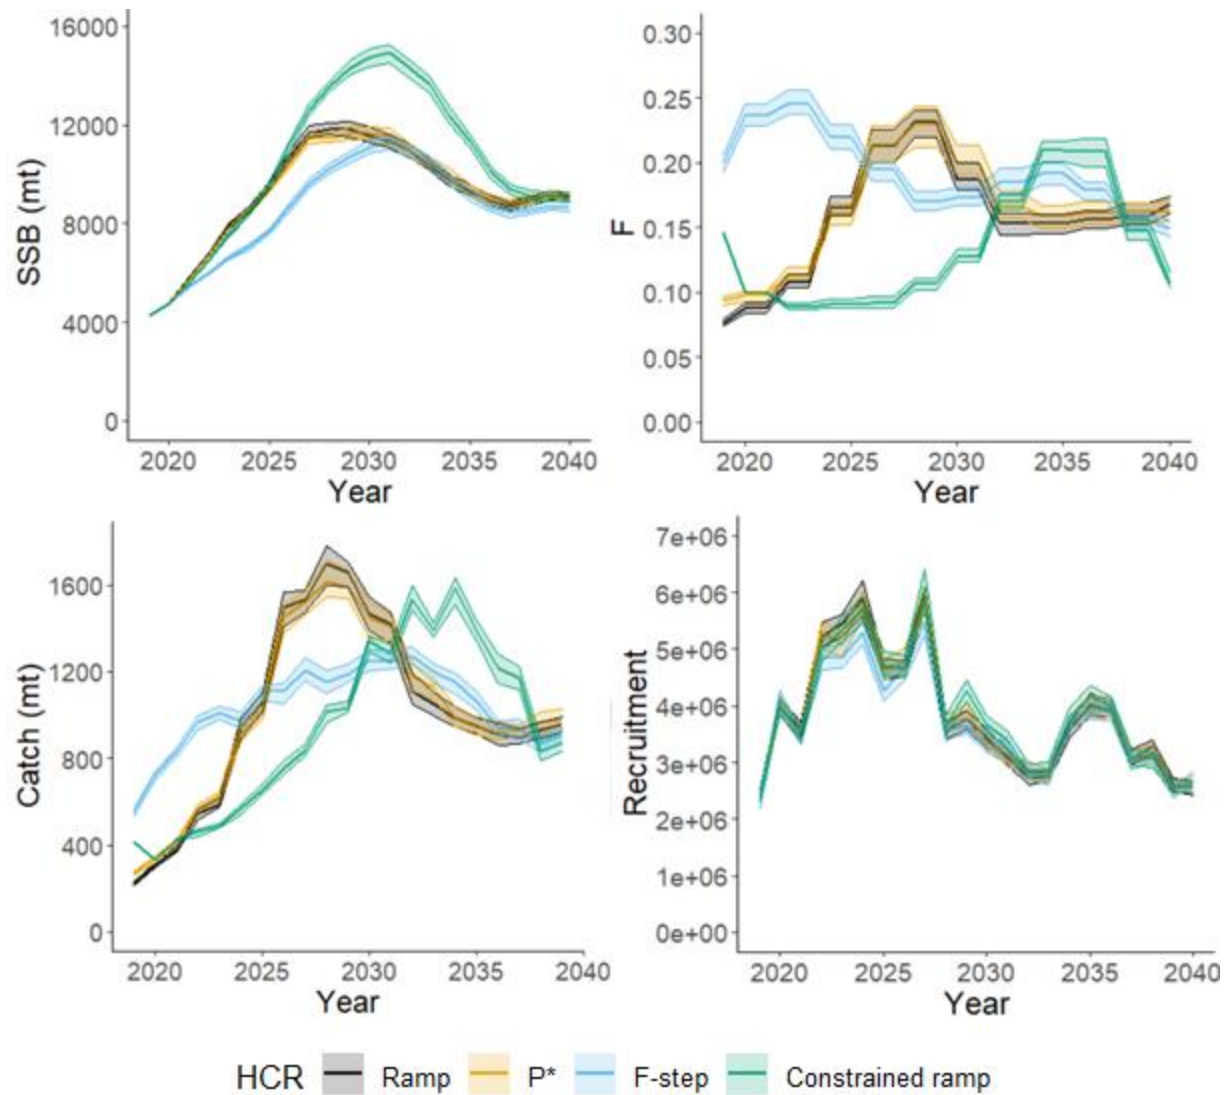 16000
12000
8000
4000
0
SSB (mt)
2020 2025 2030 2035 2040
Year
0.30
0.25
0.20
0.15
0.10
0.05
0.00
F
2020 2025 2030 2035 2040
Year
1600
1200
800
400
0
Catch (mt)
2020 2025 2030 2035 2040
Year
7e+06
6e+06
5e+06
4e+06
3e+06
2e+06
1e+06
0e+00
Recruitment
2020 2025 2030 2035 2040
Year
HCR Ramp P* F-step Constrained ramp